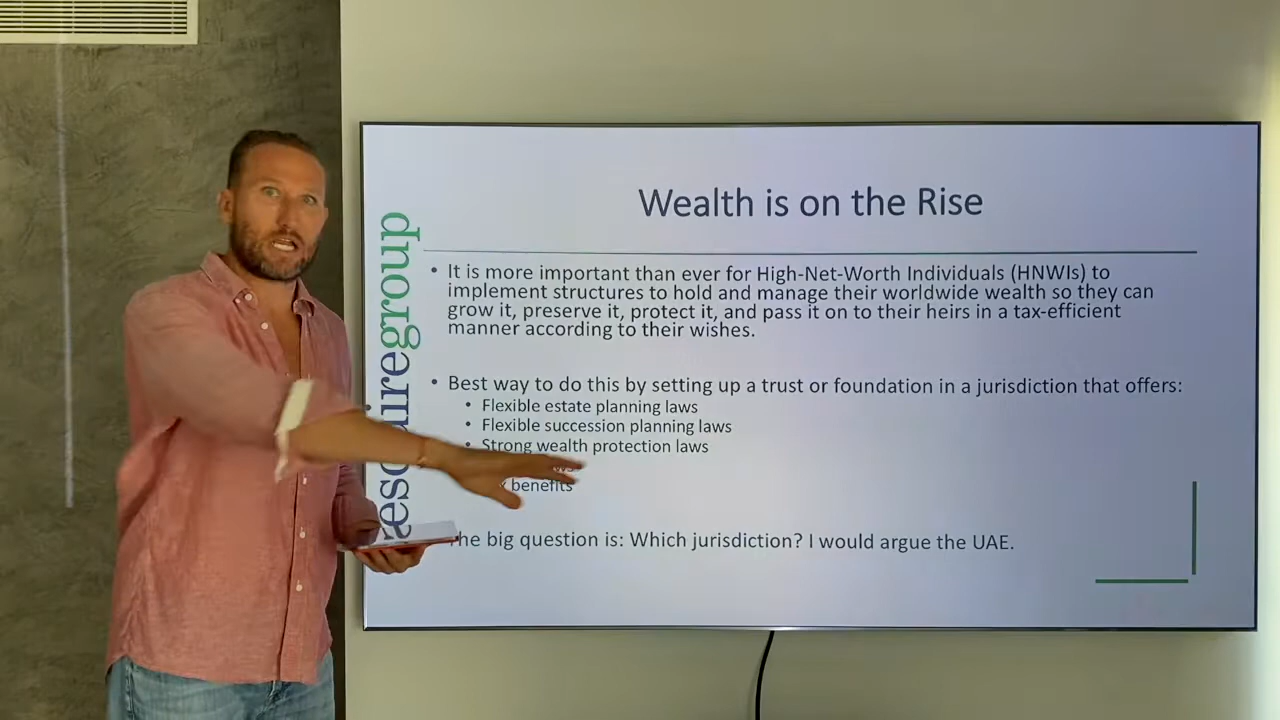 Wealth is on the Rise
• It is more important than ever for High-Net-Worth Individuals (HNWIs) to
implement structures to hold and manage their worldwide wealth so they can
grow it, preserve it, protect it, and pass it on to their heirs in a tax-efficient
manner according to their wishes.
• Best way to do this by setting up a trust or foundation in a jurisdiction that offers:
• Flexible estate planning laws
• Flexible succession planning laws
• Strong wealth protection laws
benefits
he big question is: Which jurisdiction? I would argue the UAE.
group